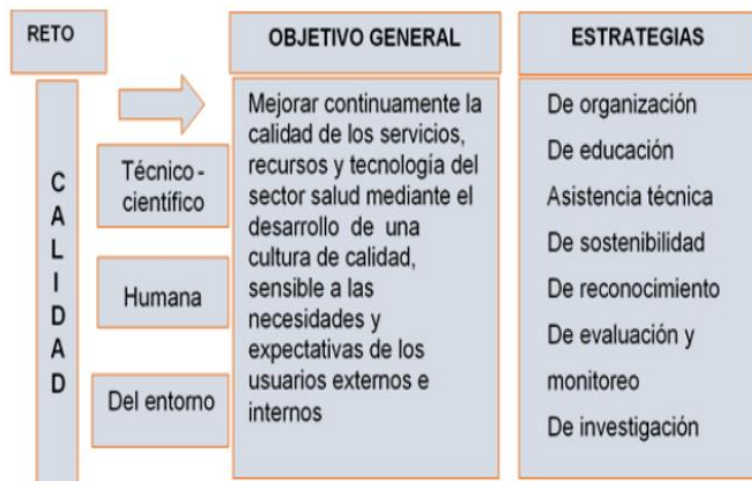 RETO
CALIDAD
Técnico -
científico
Humana
Del entorno
OBJETIVO GENERAL
Mejorar continuamente la
calidad de los servicios,
recursos y tecnología del
sector salud mediante el
desarrollo de una
cultura de calidad,
sensible a las
necesidades y
expectativas de los
usuarios externos e
internos
ESTRATEGIAS
De organización
De educación
Asistencia técnica
De sostenibilidad
De reconocimiento
De evaluación y
monitoreo
De investigación